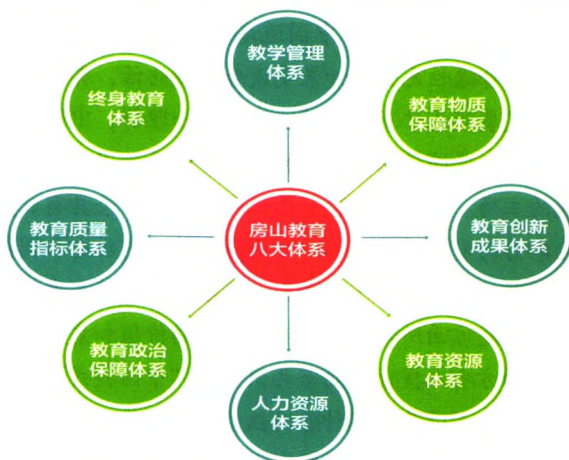 教学管理
体系
终身教育
体系
教育物质
保障体系
教育质量
指标体系
房山教育
八大体系
教育创新
成果体系
教育政治
保障体系
教育资源
体系
人力资源
体系